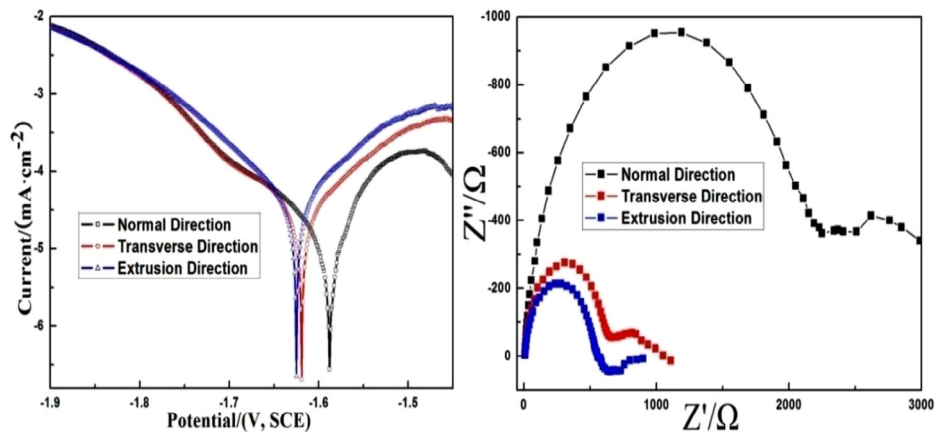 -2
-3
-4
-5
-6
Current/(mA·cm-2)
Normal Direction
Transverse Direction
Extrusion Direction
-1.9
-1.8
-1.7
-1.6
-1.5
Potential/(V, SCE)
-1000
-800
-600
-400
-200
0
Z"/Ω
Normal Direction
Transverse Direction
Extrusion Direction
0
1000
2000
3000
Z'/Ω